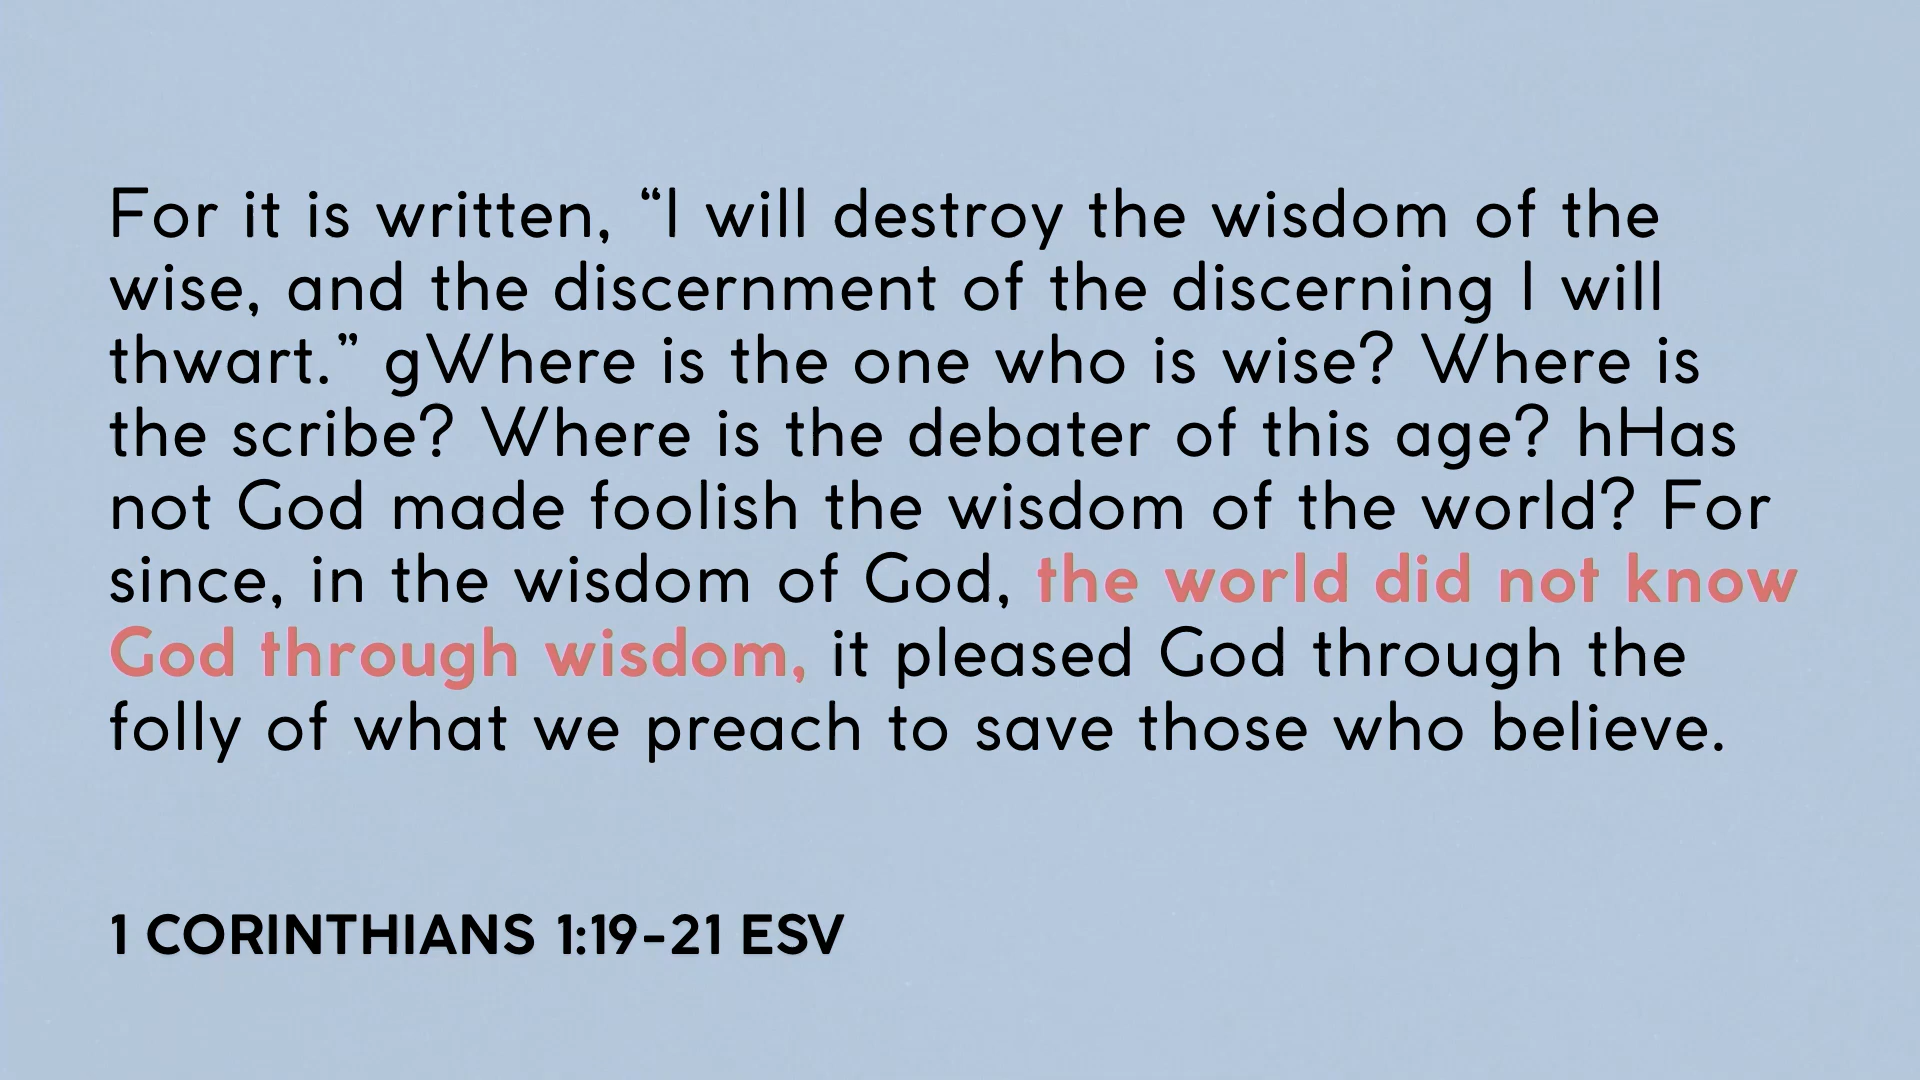 For it is written, “I will destroy the wisdom of the
wise, and the discernment of the discerning I will
thwart.” gWhere is the one who is wise? Where is
the scribe? Where is the debater of this age? hHas
not God made foolish the wisdom of the world? For
since, in the wisdom of God, the world did not know
God through wisdom, it pleased God through the
folly of what we preach to save those who believe.
1 CORINTHIANS 1:19-21 ESV